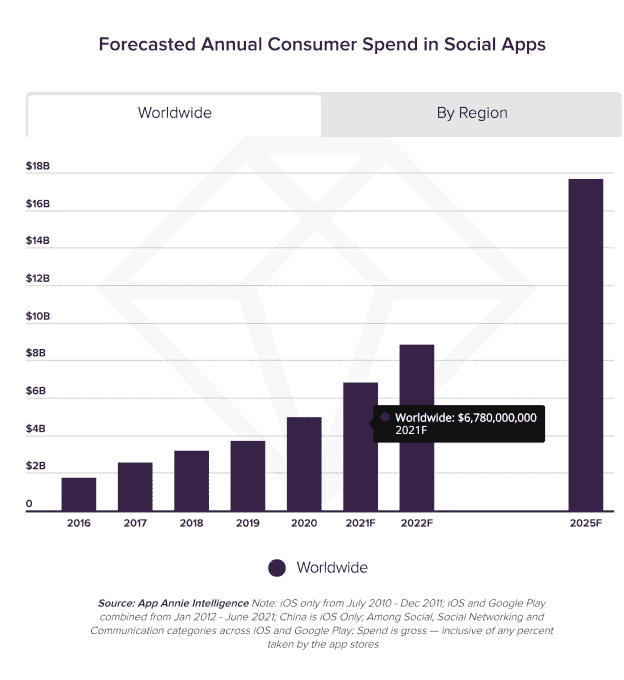 Forecasted Annual Consumer Spend in Social Apps
Worldwide
By Region
$18B
$16B
$14B
$12B
$10B
$8B
$6B
$4B
$2B
0
Worldwide: $6,780,000,000
2021F
2016
2017
2018
2019
2020
2021F
2022F
2025F
Worldwide
Source: App Annie Intelligence Note: iOS only from July 2010 - Dec 2011; iOS and Google Play
combined from Jan 2012 - June 2021; China is iOS Only; Among Social, Social Networking and
Communication categories across iOS and Google Play; Spend is gross — inclusive of any percent
taken by the app stores